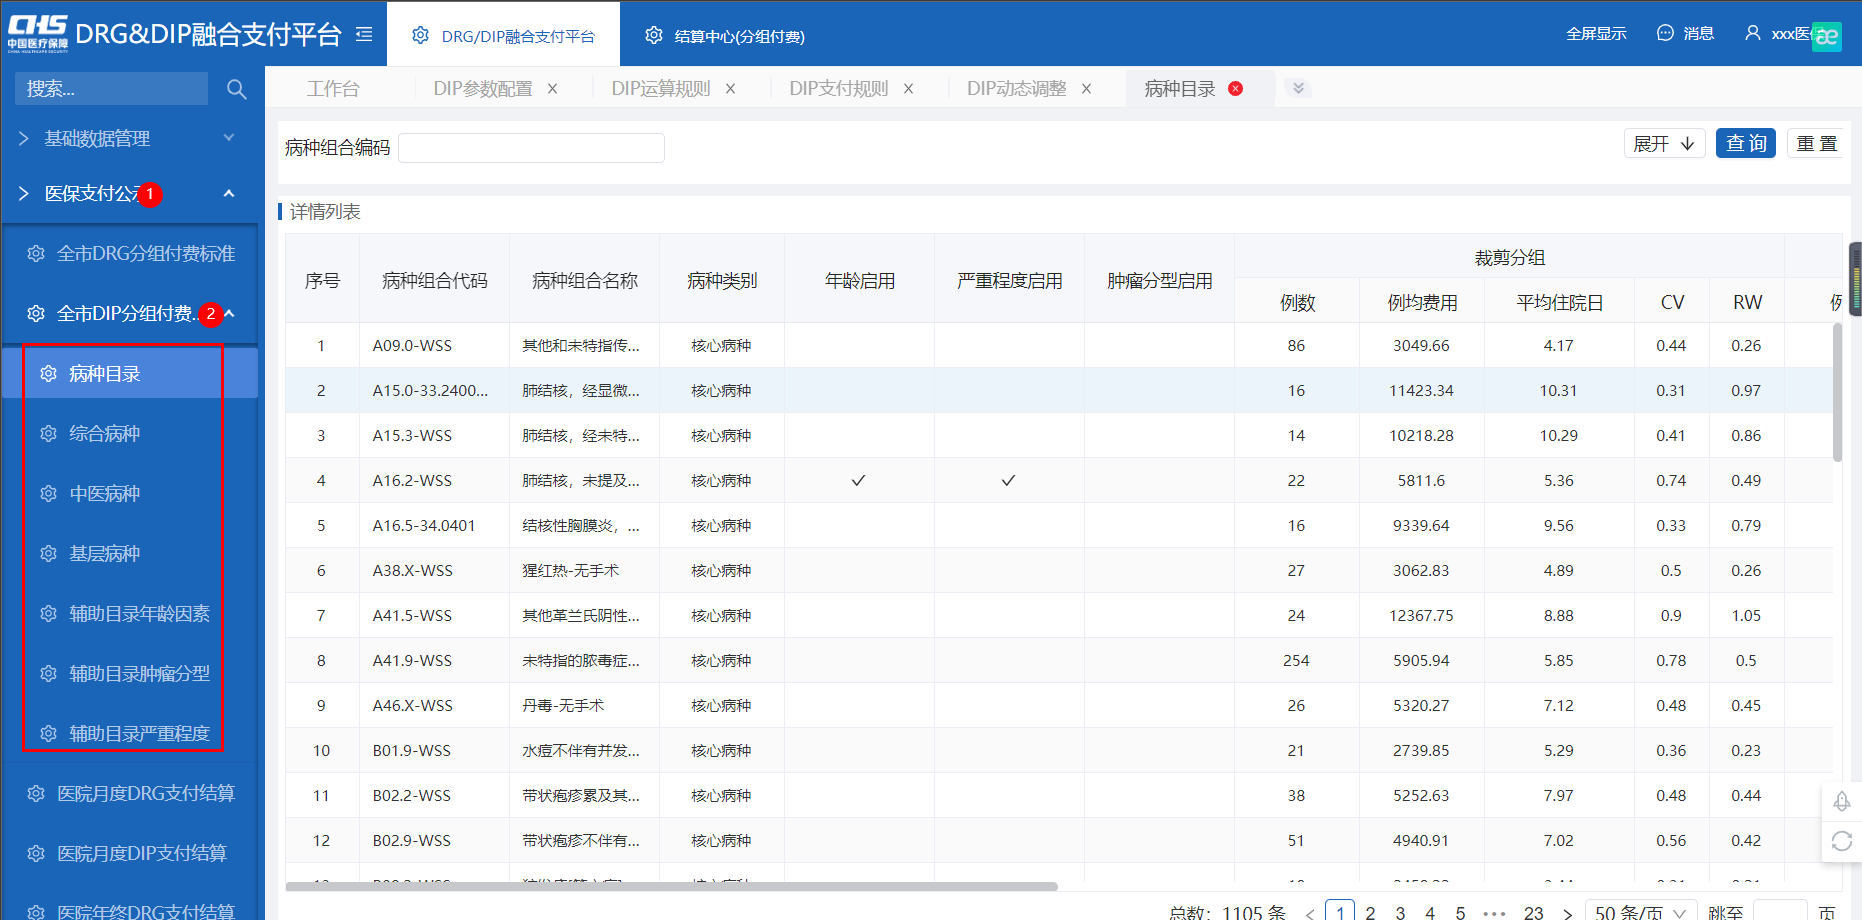 CHS
中国医疗保障
CHINA HEALTHCARE SECURITY
DRG&DIP融合支付平台
DRG/DIP融合支付平台
结算中心(分组付费)
全屏显示
消息
xxx医
搜索...
基础数据管理
医保支付公
1
全市DRG分组付费标准
全市DIP分组付费..
2
病种目录
综合病种
中医病种
基层病种
辅助目录年龄因素
辅助目录肿瘤分型
辅助目录严重程度
医院月度DRG支付结算
医院月度DIP支付结算
医院年终DRG支付结算
工作台
DIP参数配置 ×
DIP运算规则 ×
DIP支付规则 ×
DIP动态调整 ×
病种目录
病种组合编码
展开
查 询
重 置
详情列表
序号 病种组合代码 病种组合名称 病种类别 年龄启用 严重程度启用 肿瘤分型启用 裁剪分组
例数 例均费用 平均住院日 CV RW 例
1 A09.0-WSS 其他和未特指传... 核心病种 86 3049.66 4.17 0.44 0.26
2 A15.0-33.2400... 肺结核，经显微... 核心病种 16 11423.34 10.31 0.31 0.97
3 A15.3-WSS 肺结核，经未特... 核心病种 14 10218.28 10.29 0.41 0.86
4 A16.2-WSS 肺结核，未提及... 核心病种 ✓ ✓ 22 5811.6 5.36 0.74 0.49
5 A16.5-34.0401 结核性胸膜炎，... 核心病种 16 9339.64 9.56 0.33 0.79
6 A38.X-WSS 猩红热-无手术 核心病种 27 3062.83 4.89 0.5 0.26
7 A41.5-WSS 其他革兰氏阴性... 核心病种 24 12367.75 8.88 0.9 1.05
8 A41.9-WSS 未特指的脓毒症... 核心病种 254 5905.94 5.85 0.78 0.5
9 A46.X-WSS 丹毒-无手术 核心病种 26 5320.27 7.12 0.48 0.45
10 B01.9-WSS 水痘不伴有并发... 核心病种 21 2739.85 5.29 0.36 0.23
11 B02.2-WSS 带状疱疹累及其... 核心病种 38 5252.63 7.97 0.48 0.44
12 B02.9-WSS 带状疱疹不伴有... 核心病种 51 4940.91 7.02 0.56 0.42
总数: 1105 条 < 1 2 3 4 5 ••• 23 > 50 条/页 跳至 页